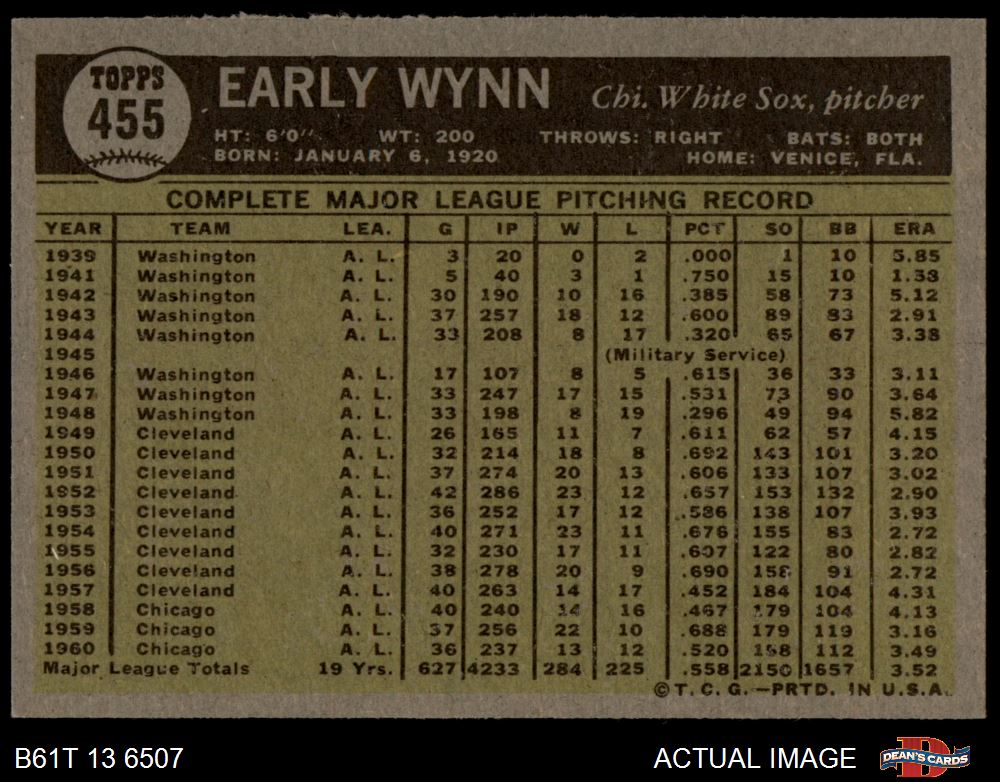 TOPPS
455
EARLY WYNN Chi. White Sox, pitcher
HT: 6'0" WT: 200 THROWS: RIGHT BATS: BOTH
BORN: JANUARY 6, 1920 HOME: VENICE, FLA.
COMPLETE MAJOR LEAGUE PITCHING RECORD
YEAR TEAM LEA. G IP W L PCT SO BB ERA
1939 Washington A. L. 3 20 0 2 .000 1 10 5.85
1941 Washington A. L. 5 40 3 1 .750 15 10 1.58
1942 Washington A. L. 30 190 10 16 .385 58 73 5.12
1943 Washington A. L. 37 257 18 12 .600 89 83 2.91
1944 Washington A. L. 33 208 8 17 .320 65 67 3.38
1945 (Military Service)
1946 Washington A. L. 17 107 8 5 .615 36 33 3.11
1947 Washington A. L. 33 247 17 15 .531 73 90 3.64
1948 Washington A. L. 33 198 8 19 .296 49 94 5.82
1949 Cleveland A. L. 26 165 11 7 .611 62 57 4.15
1950 Cleveland A. L. 32 214 18 8 .692 143 101 3.20
1951 Cleveland A. L. 37 274 20 13 .606 133 107 3.02
1952 Cleveland A. L. 42 286 23 12 .657 153 132 2.90
1953 Cleveland A. L. 36 252 17 12 .586 138 107 3.93
1954 Cleveland A. L. 40 271 23 11 .676 155 83 2.72
1955 Cleveland A. L. 32 230 17 11 .607 122 80 2.82
1956 Cleveland A. L. 38 278 20 9 .690 158 91 2.72
1957 Cleveland A. L. 40 263 14 17 .452 184 104 4.31
1958 Chicago A. L. 40 240 14 16 .467 179 104 4.13
1959 Chicago A. L. 37 256 22 10 .688 179 119 3.16
1960 Chicago A. L. 36 237 13 12 .520 158 112 3.49
Major League Totals 19 Yrs. 627 4233 284 225 .558 2150 1657 3.52
©T. C. G.—PRTD. IN U.S.A.
B61T 13 6507 ACTUAL IMAGE DEAN'S CARDS